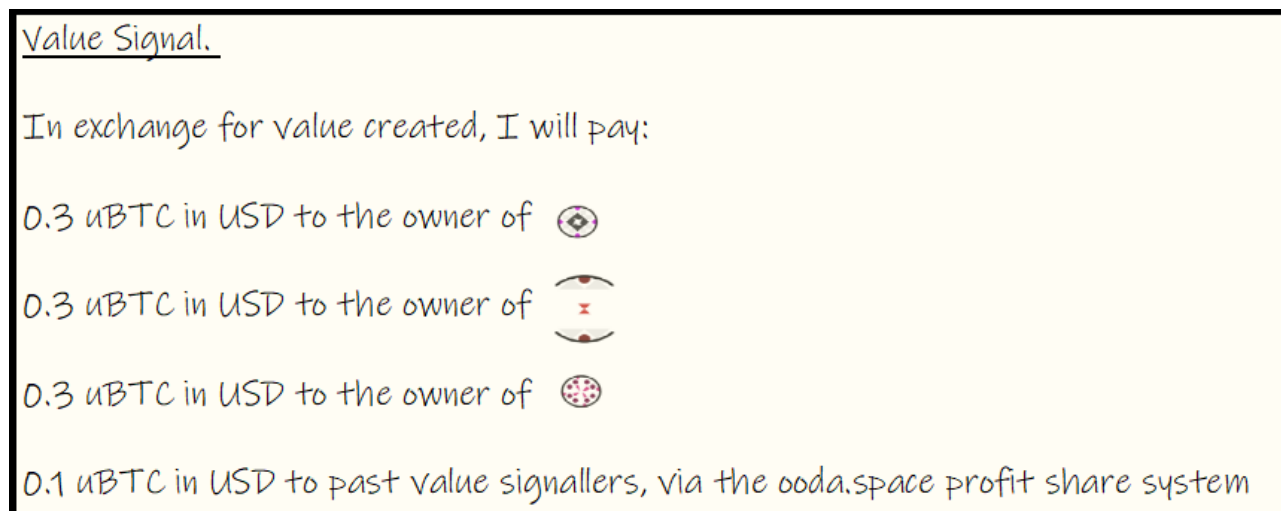 Value Signal.
In exchange for value created, I will pay:
0.3 uBTC in USD to the owner of
0.3 uBTC in USD to the owner of
0.3 uBTC in USD to the owner of
0.1 uBTC in USD to past value signallers, via the ooda.space profit share system